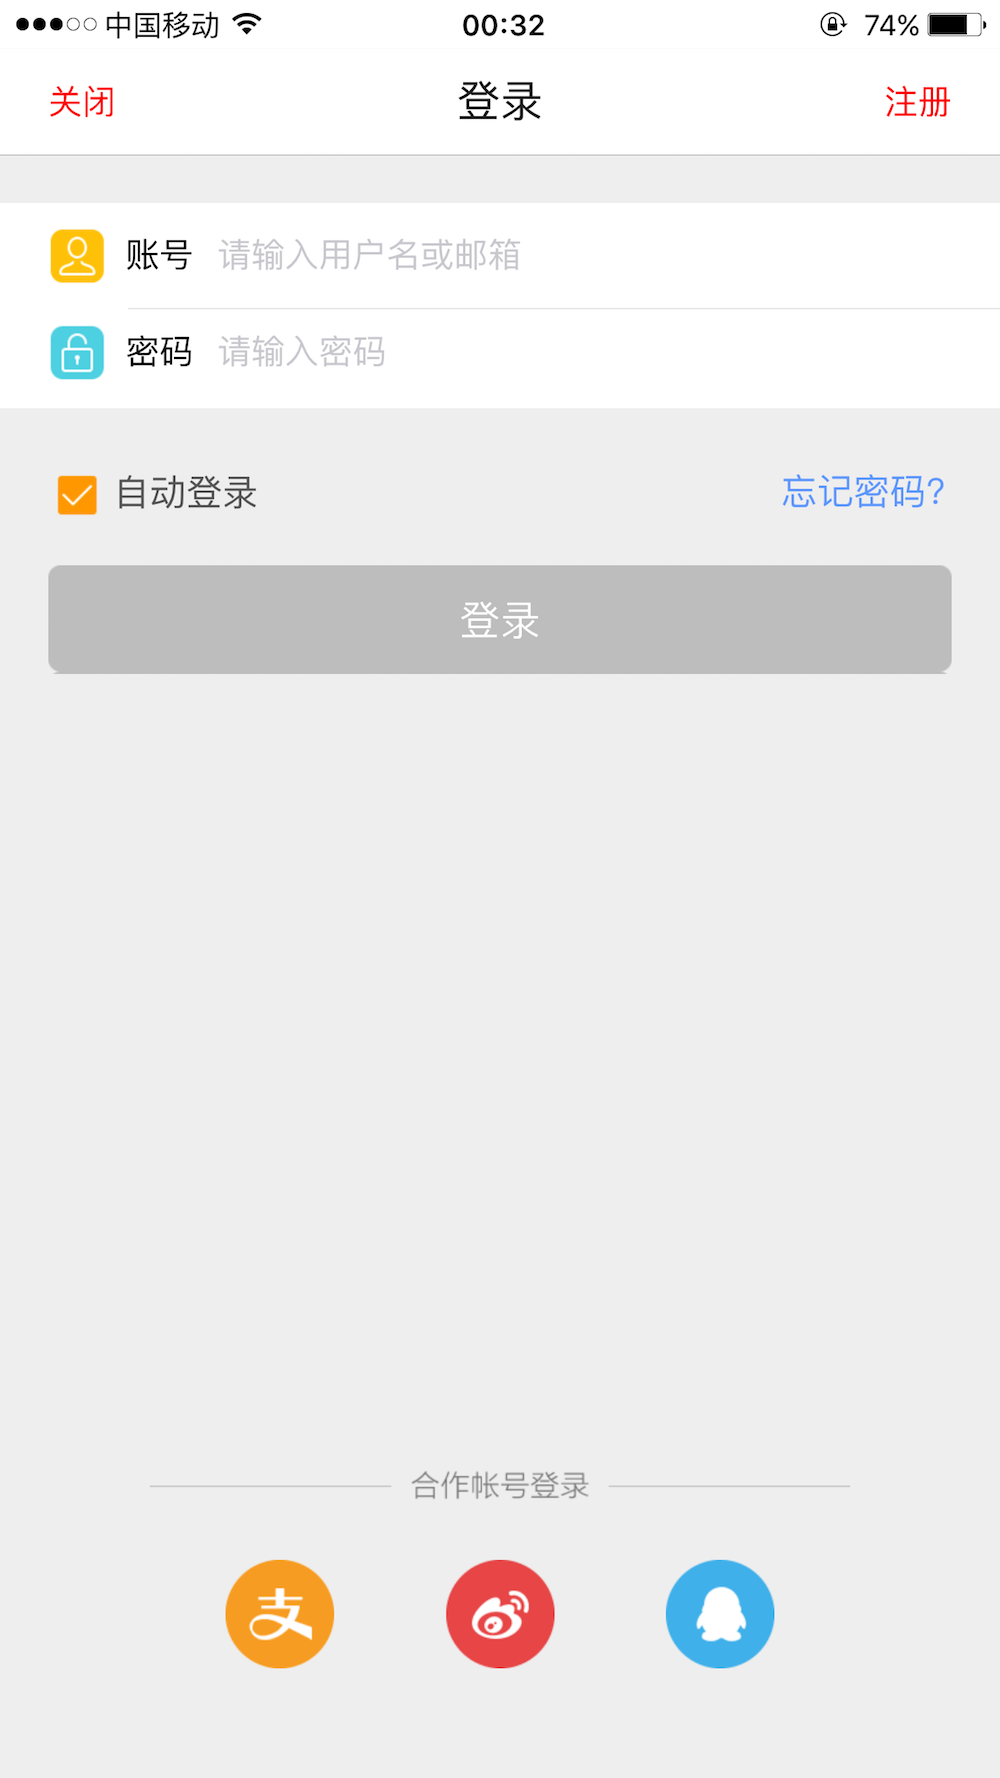 中国移动 00:32 74%
关闭 登录 注册
账号 请输入用户名或邮箱
密码 请输入密码
自动登录 忘记密码?
登录
合作帐号登录
支